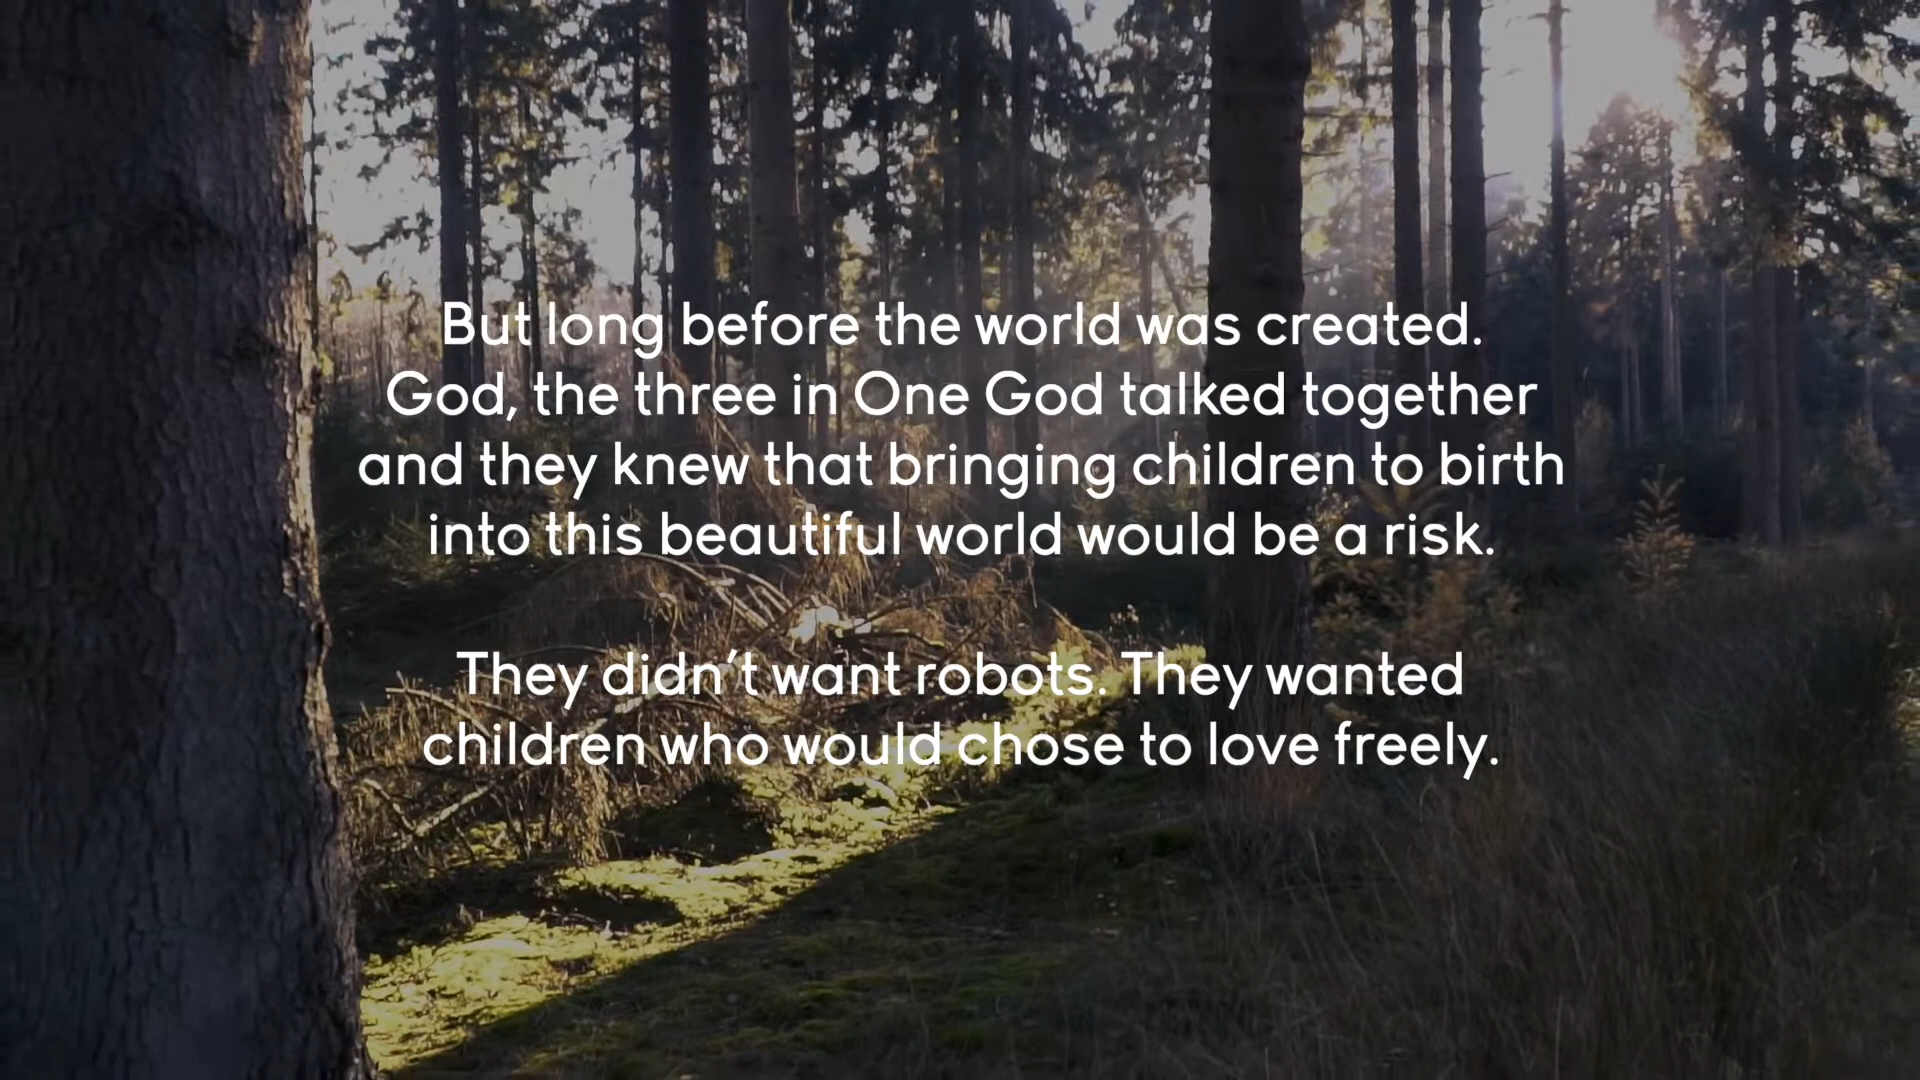 But long before the world was created.
God, the three in One God talked together
and they knew that bringing children to birth
into this beautiful world would be a risk.
They didn't want robots. They wanted
children who would chose to love freely.